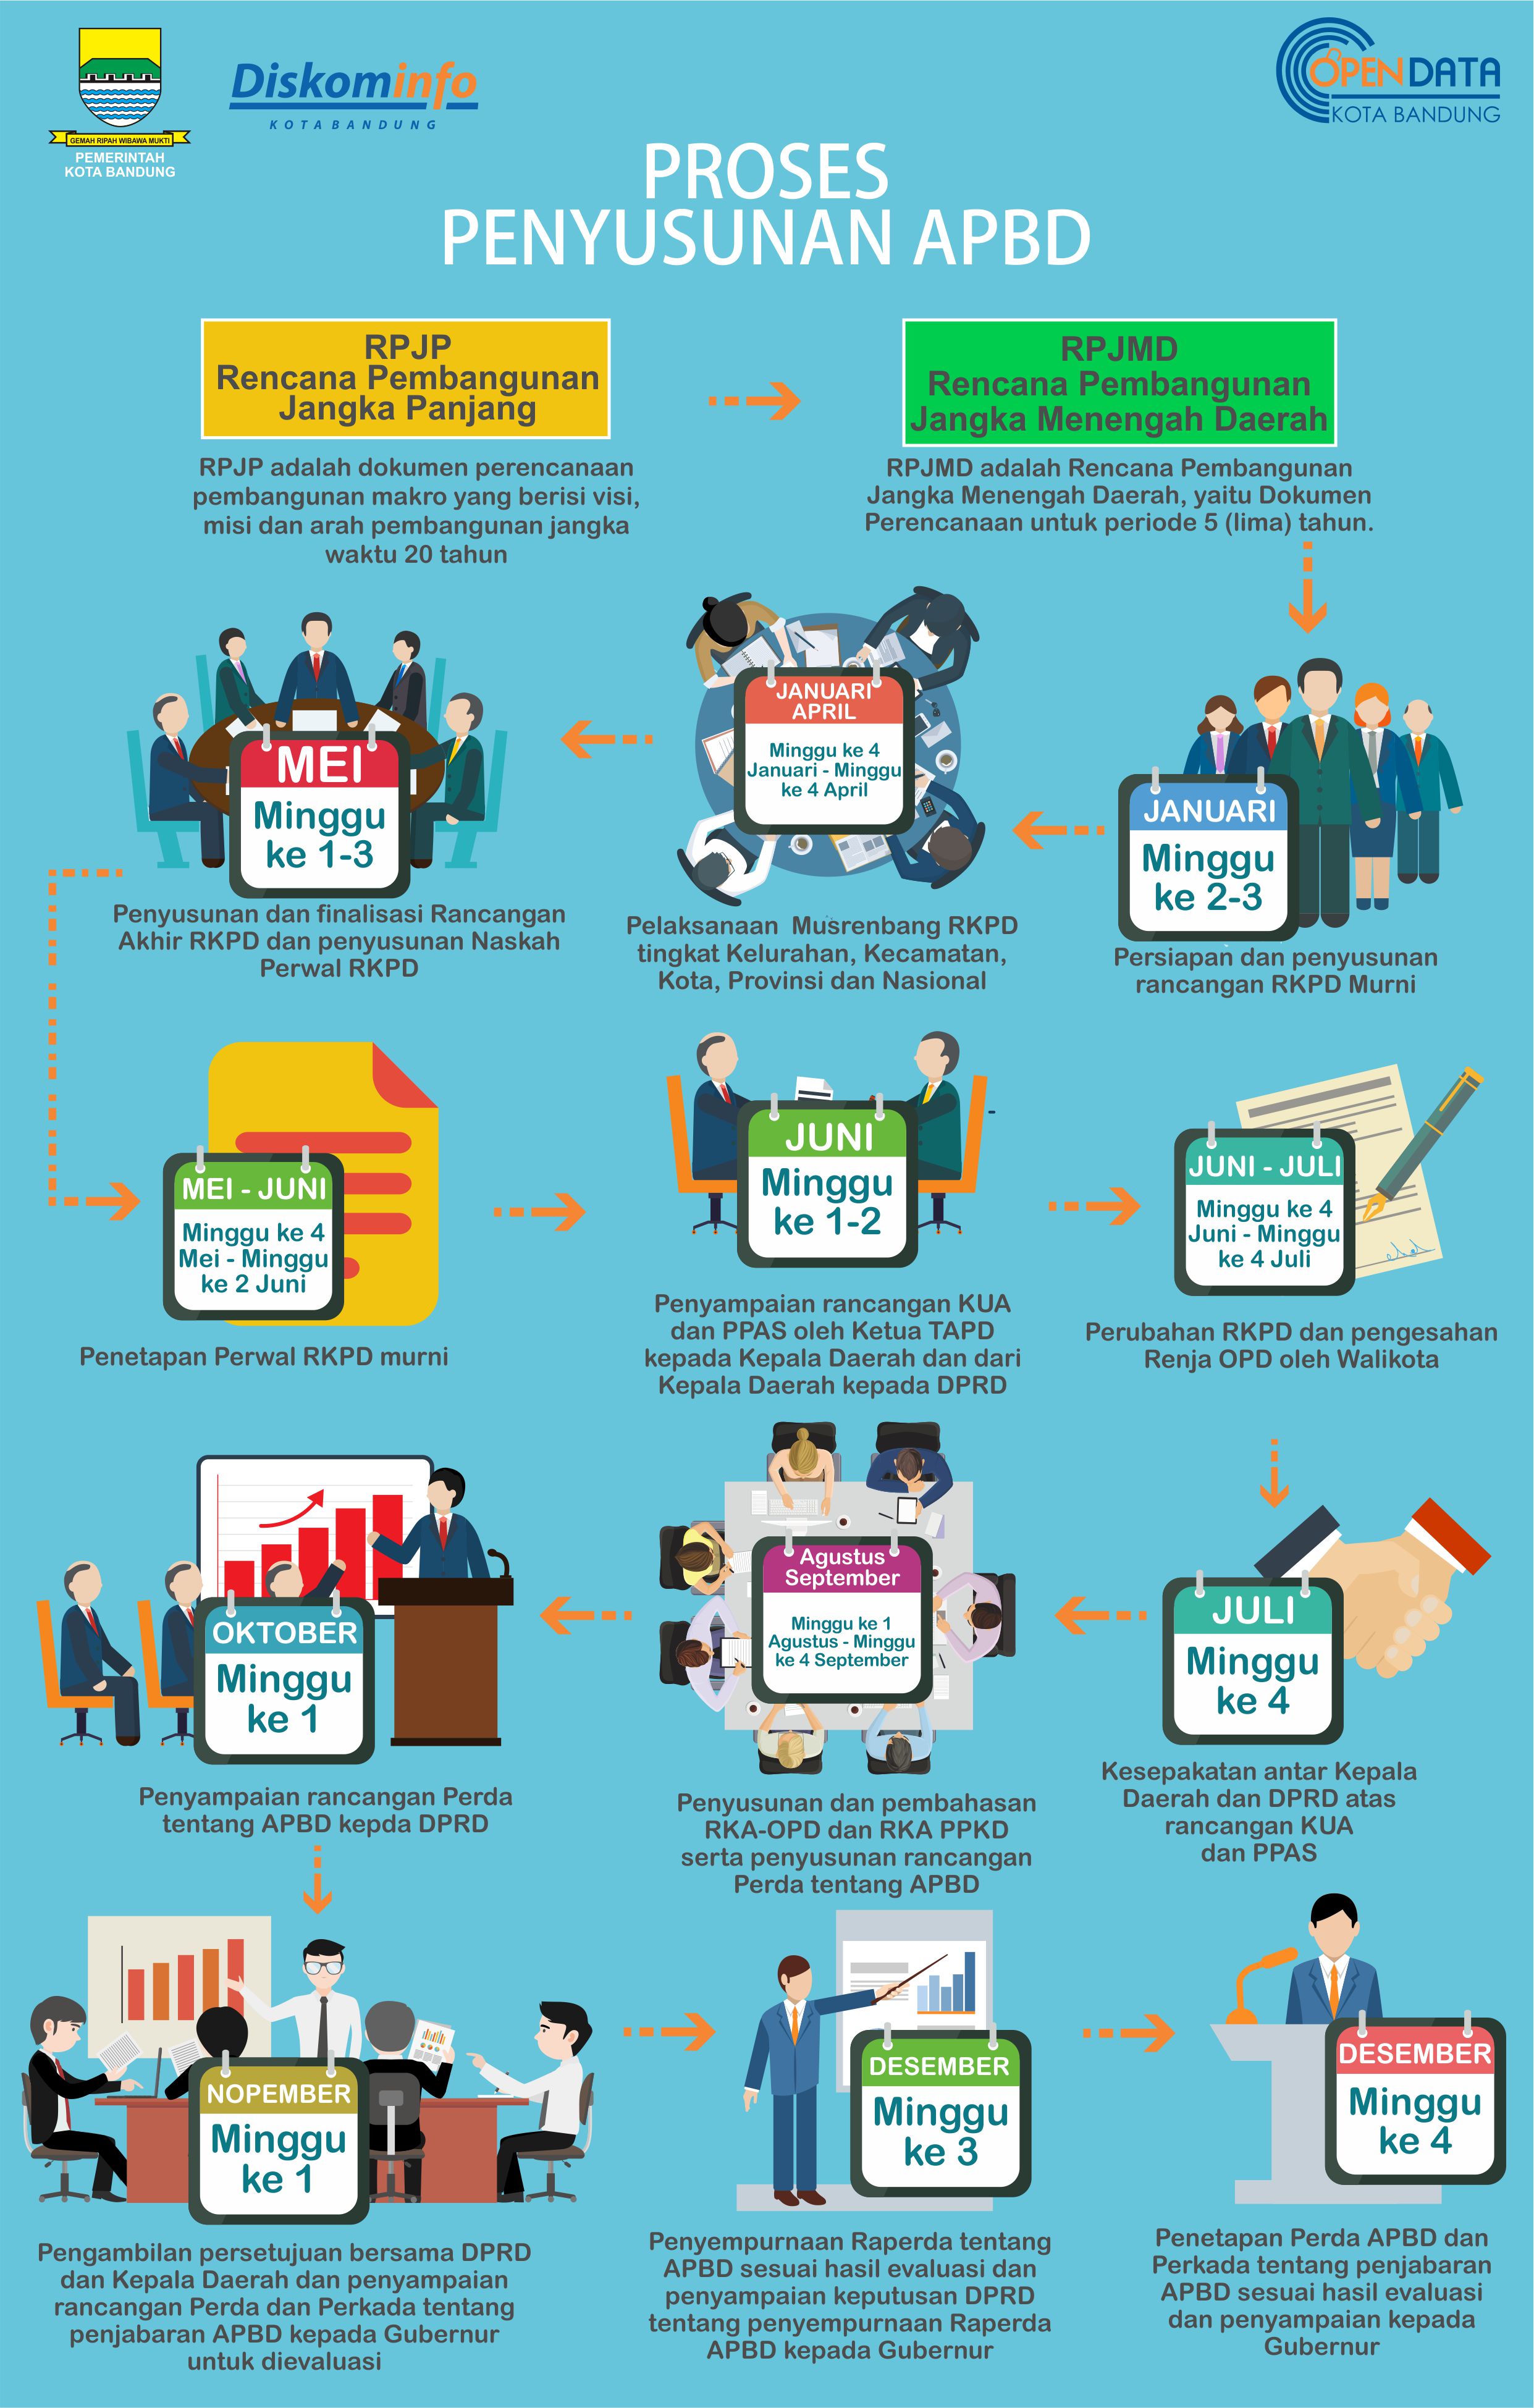 GEMAH RIPAH WIBAWA MUKTI
PEMERINTAH
KOTA BANDUNG
Diskominfo
KOTA BANDUNG
OPEN DATA
KOTA BANDUNG
PROSES
PENYUSUNAN APBD
RPJP
Rencana Pembangunan
Jangka Panjang
RPJP adalah dokumen perencanaan
pembangunan makro yang berisi visi,
misi dan arah pembangunan jangka
waktu 20 tahun
RPJMD
Rencana Pembangunan
Jangka Menengah Daerah
RPJMD adalah Rencana Pembangunan
Jangka Menengah Daerah, yaitu Dokumen
Perencanaan untuk periode 5 (lima) tahun.
JANUARI
Minggu
ke 2-3
Persiapan dan penyusunan
rancangan RKPD Murni
JANUARI
APRIL
Minggu ke 4
Januari - Minggu
ke 4 April
Pelaksanaan Musrenbang RKPD
tingkat Kelurahan, Kecamatan,
Kota, Provinsi dan Nasional
MEI
Minggu
ke 1-3
Penyusunan dan finalisasi Rancangan
Akhir RKPD dan penyusunan Naskah
Perwal RKPD
MEI - JUNI
Minggu ke 4
Mei - Minggu
ke 2 Juni
Penetapan Perwal RKPD murni
JUNI
Minggu
ke 1-2
Penyampaian rancangan KUA
dan PPAS oleh Ketua TAPD
kepada Kepala Daerah dan dari
Kepala Daerah kepada DPRD
JUNI - JULI
Minggu ke 4
Juni - Minggu
ke 4 Juli
Perubahan RKPD dan pengesahan
Renja OPD oleh Walikota
JULI
Minggu
ke 4
Kesepakatan antar Kepala
Daerah dan DPRD atas
rancangan KUA
dan PPAS
Agustus
September
Minggu ke 1
Agustus - Minggu
ke 4 September
Penyusunan dan pembahasan
RKA-OPD dan RKA PPKD
serta penyusunan rancangan
Perda tentang APBD
OKTOBER
Minggu
ke 1
Penyampaian rancangan Perda
tentang APBD kepda DPRD
NOPEMBER
Minggu
ke 1
Pengambilan persetujuan bersama DPRD
dan Kepala Daerah dan penyampaian
rancangan Perda dan Perkada tentang
penjabaran APBD kepada Gubernur
untuk dievaluasi
DESEMBER
Minggu
ke 3
Penyempurnaan Raperda tentang
APBD sesuai hasil evaluasi dan
penyampaian keputusan DPRD
tentang penyempurnaan Raperda
APBD kepada Gubernur
DESEMBER
Minggu
ke 4
Penetapan Perda APBD dan
Perkada tentang penjabaran
APBD sesuai hasil evaluasi
dan penyampaian kepada
Gubernur